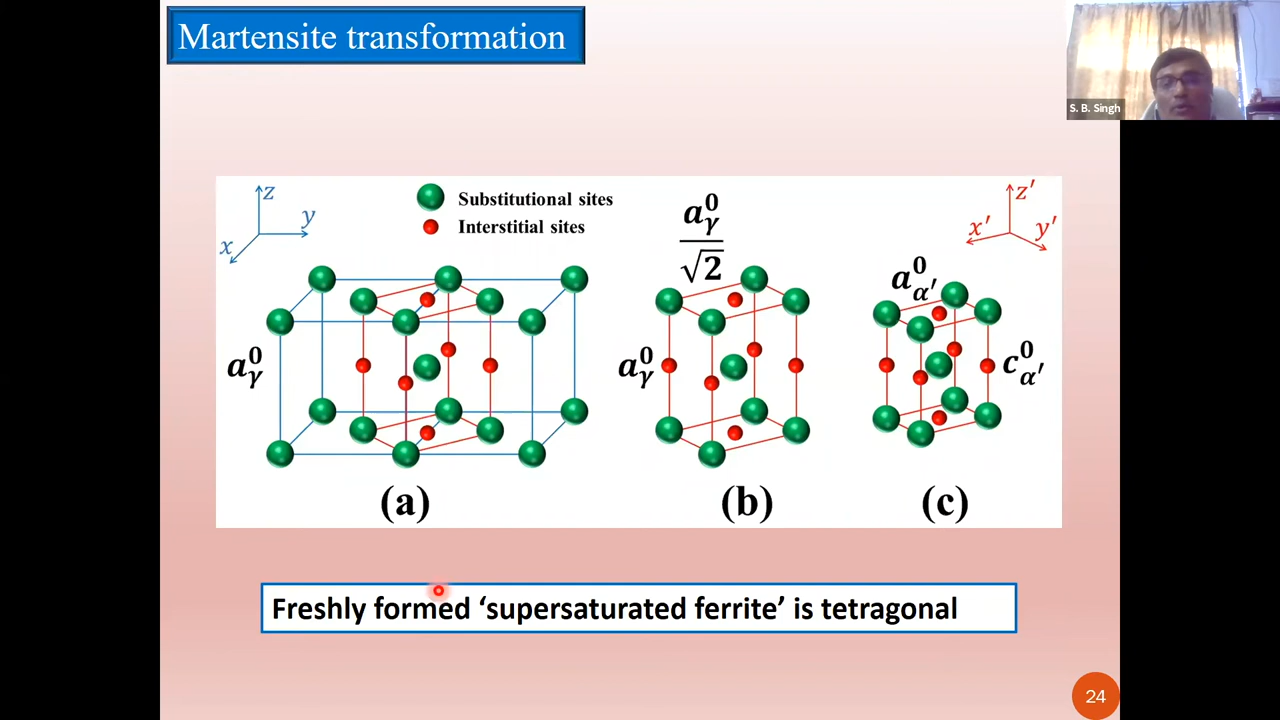 Martensite transformation
S. B. Singh
z
y
x
Substitutional sites
Interstitial sites
a⁰γ
a⁰γ/√2
a⁰γ
z′
x′
y′
a⁰α′
c⁰α′
(a)
(b)
(c)
Freshly formed ‘supersaturated ferrite’ is tetragonal
24